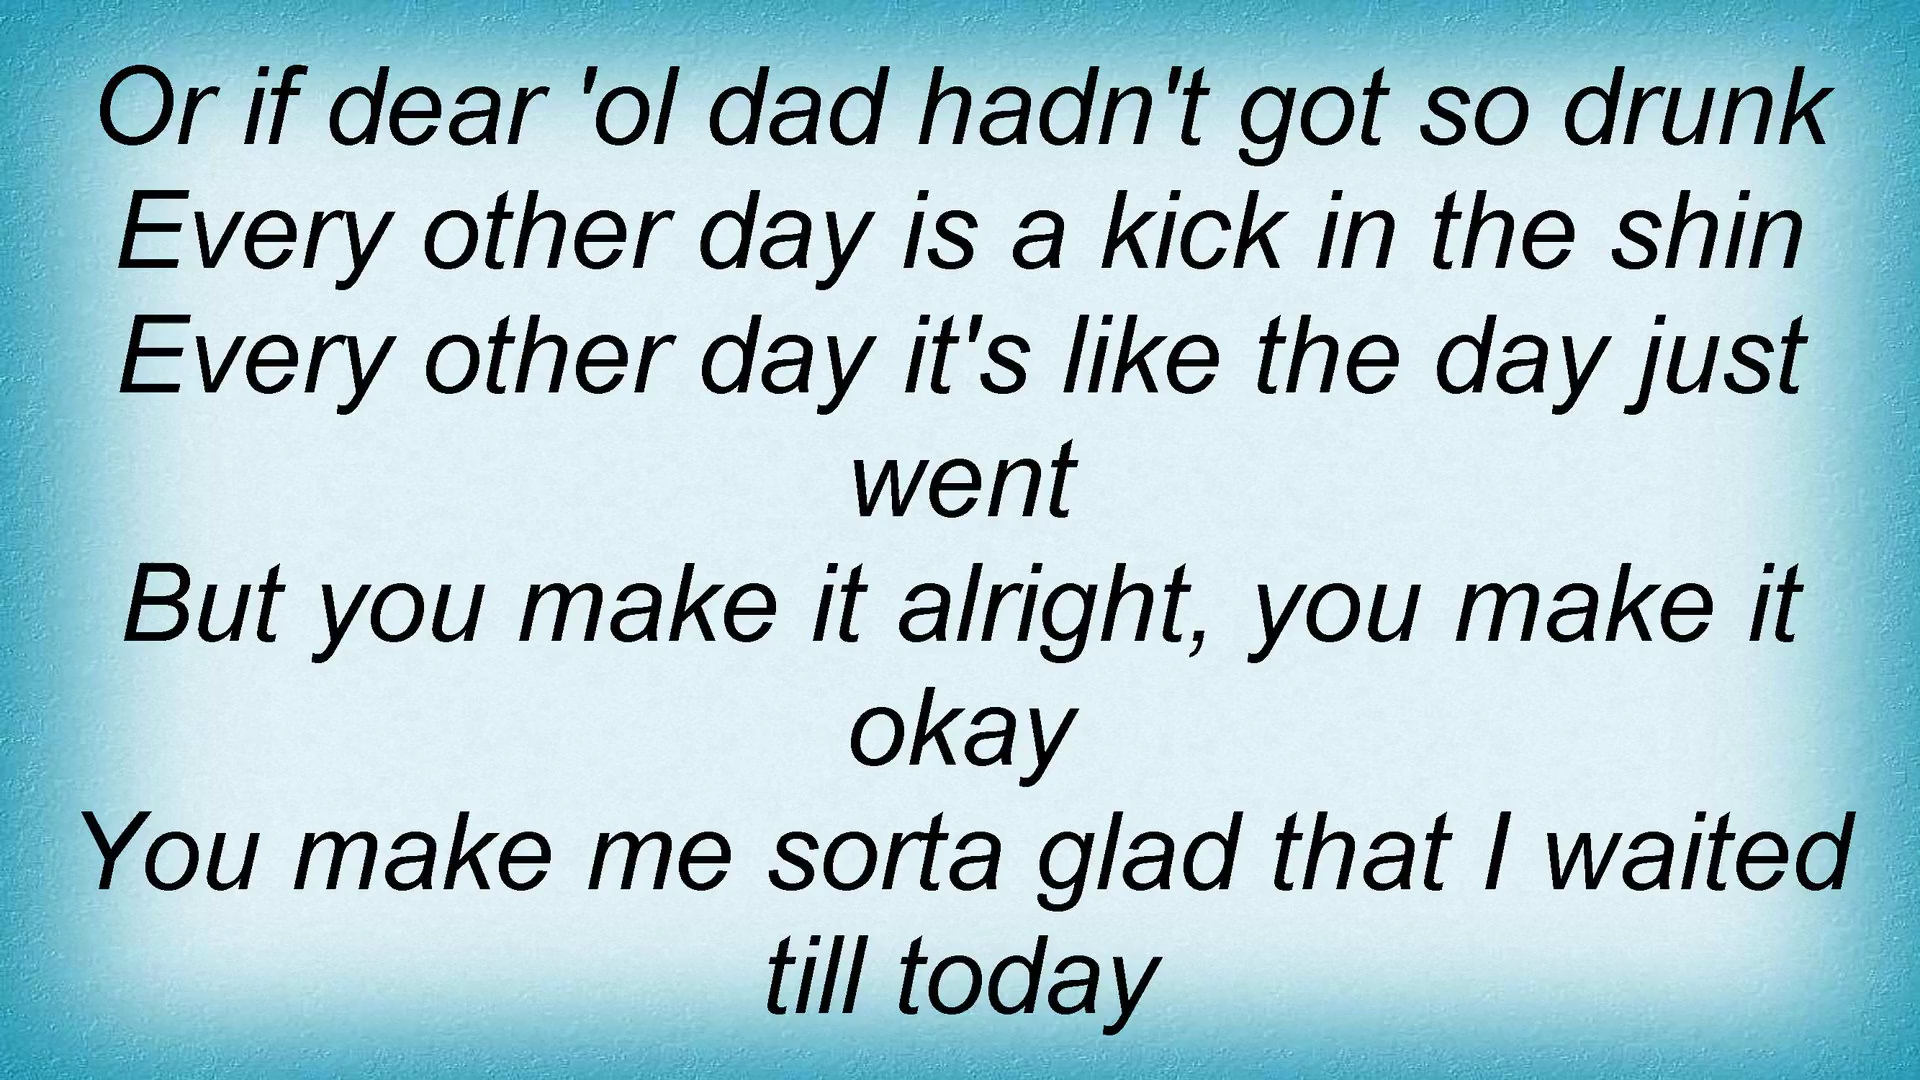 Or if dear 'ol dad hadn't got so drunk
Every other day is a kick in the shin
Every other day it's like the day just
went
But you make it alright, you make it
okay
You make me sorta glad that I waited
till today